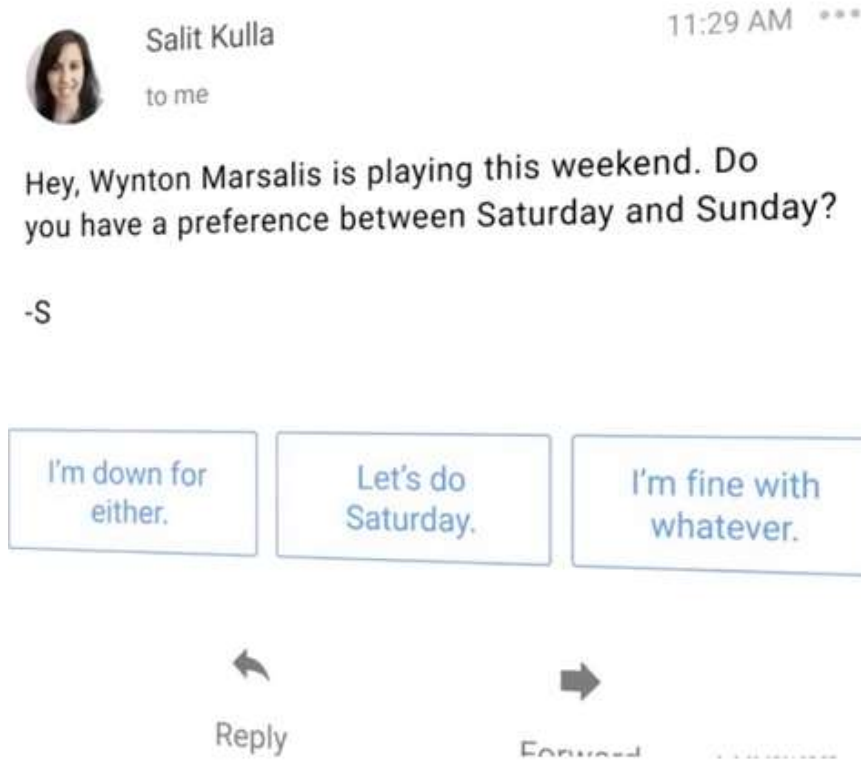 Salit Kulla
11:29 AM
to me
Hey, Wynton Marsalis is playing this weekend. Do
you have a preference between Saturday and Sunday?
-S
I'm down for
either.
Let's do
Saturday.
I'm fine with
whatever.
Reply
Forward